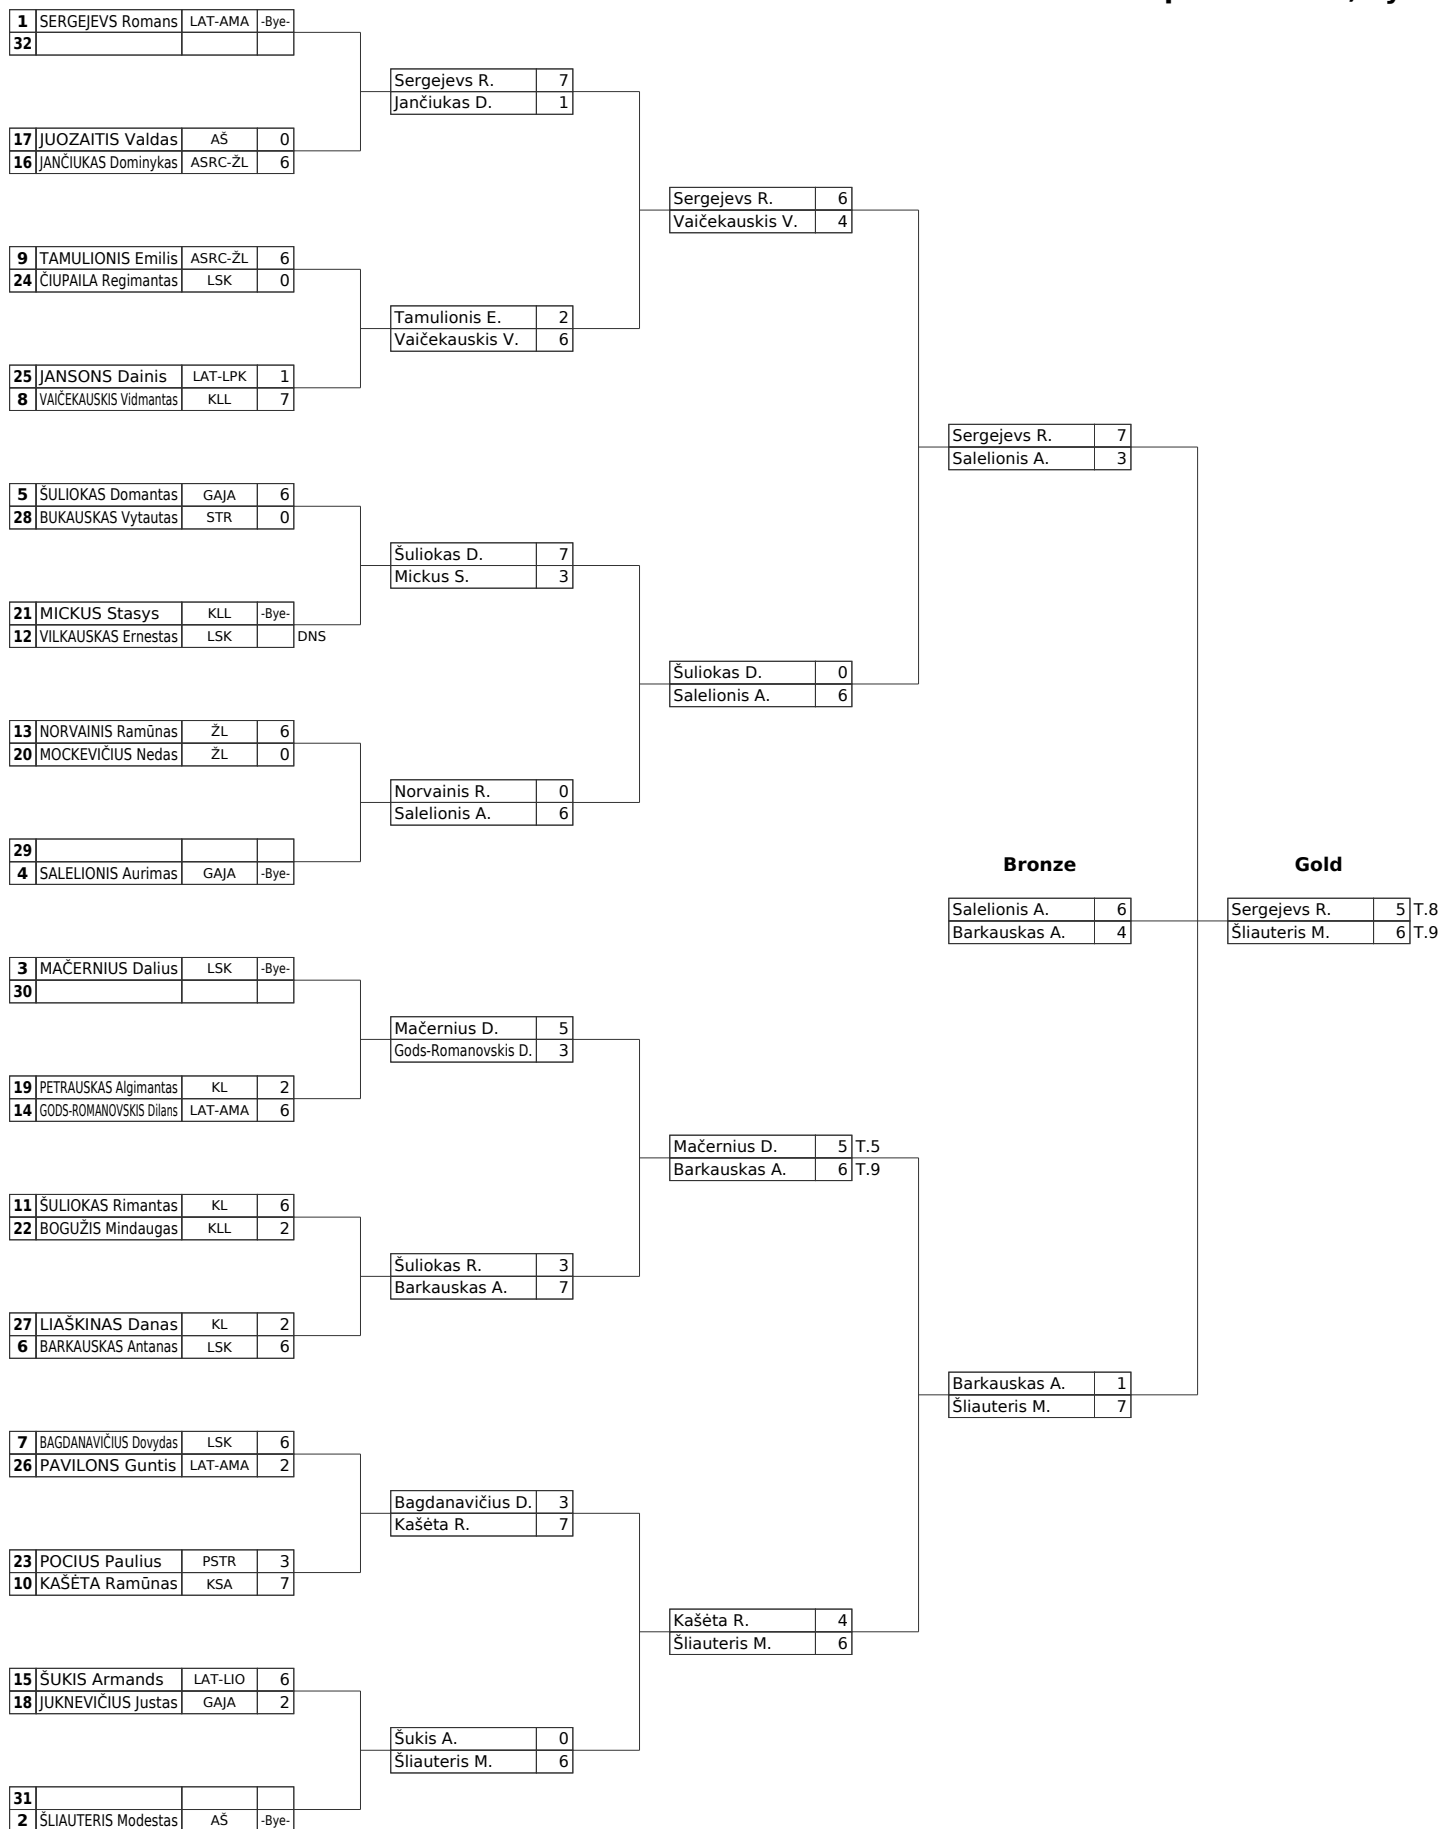 1 SERGEJEVS Romans LAT-AMA -Bye-
32
Sergejevs R. 7
Jančiukas D. 1
17 JUOZAITIS Valdas AŠ 0
16 JANČIUKAS Dominykas ASRC-ŽL 6
Sergejevs R. 6
Vaičekauskis V. 4
9 TAMULIONIS Emilis ASRC-ŽL 6
24 ČIUPAILA Regimantas LSK 0
Tamulionis E. 2
Vaičekauskis V. 6
25 JANSONS Dainis LAT-LPK 1
8 VAIČEKAUSKIS Vidmantas KLL 7
Sergejevs R. 7
Salelionis A. 3
5 ŠULIOKAS Domantas GAJA 6
28 BUKAUSKAS Vytautas STR 0
Šuliokas D. 7
Mickus S. 3
21 MICKUS Stasys KLL -Bye-
12 VILKAUSKAS Ernestas LSK DNS
Šuliokas D. 0
Salelionis A. 6
13 NORVAINIS Ramūnas ŽL 6
20 MOCKEVIČIUS Nedas ŽL 0
Norvainis R. 0
Salelionis A. 6
29
4 SALELIONIS Aurimas GAJA -Bye-
Bronze Gold
Salelionis A. 6 Sergejevs R. 5 T.8
Barkauskas A. 4 Šliauteris M. 6 T.9
3 MAČERNIUS Dalius LSK -Bye-
30
Mačernius D. 5
Gods-Romanovskis D. 3
19 PETRAUSKAS Algimantas KL 2
14 GODS-ROMANOVSKIS Dilans LAT-AMA 6
Mačernius D. 5 T.5
Barkauskas A. 6 T.9
11 ŠULIOKAS Rimantas KL 6
22 BOGUŽIS Mindaugas KLL 2
Šuliokas R. 3
Barkauskas A. 7
27 LIAŠKINAS Danas KL 2
6 BARKAUSKAS Antanas LSK 6
Barkauskas A. 1
Šliauteris M. 7
7 BAGDANAVIČIUS Dovydas LSK 6
26 PAVILONS Guntis LAT-AMA 2
Bagdanavičius D. 3
Kašėta R. 7
23 POCIUS Paulius PSTR 3
10 KAŠĖTA Ramūnas KSA 7
Kašėta R. 4
Šliauteris M. 6
15 ŠUKIS Armands LAT-LIO 6
18 JUKNEVIČIUS Justas GAJA 2
Šukis A. 0
Šliauteris M. 6
31
2 ŠLIAUTERIS Modestas AŠ -Bye-